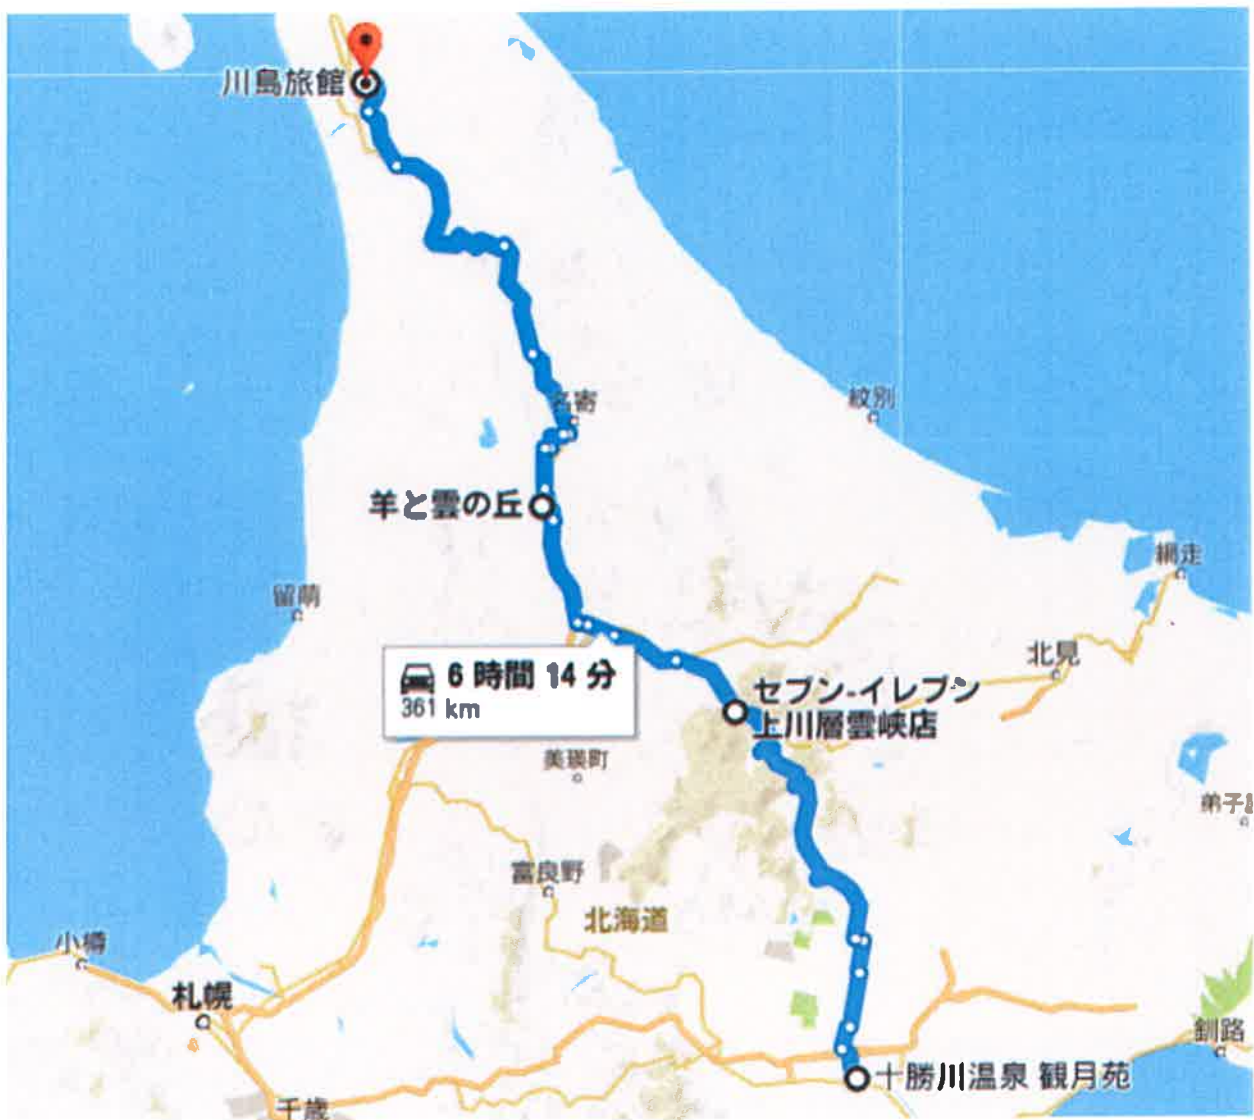 川島旅館
名寄
紋別
羊と雲の丘
網走
留萌
北見
6 時間 14 分
361 km
セブン-イレブン
上川層雲峡店
美瑛町
弟子
富良野
北海道
小樽
札幌
釧路
十勝川温泉 観月苑
千歳